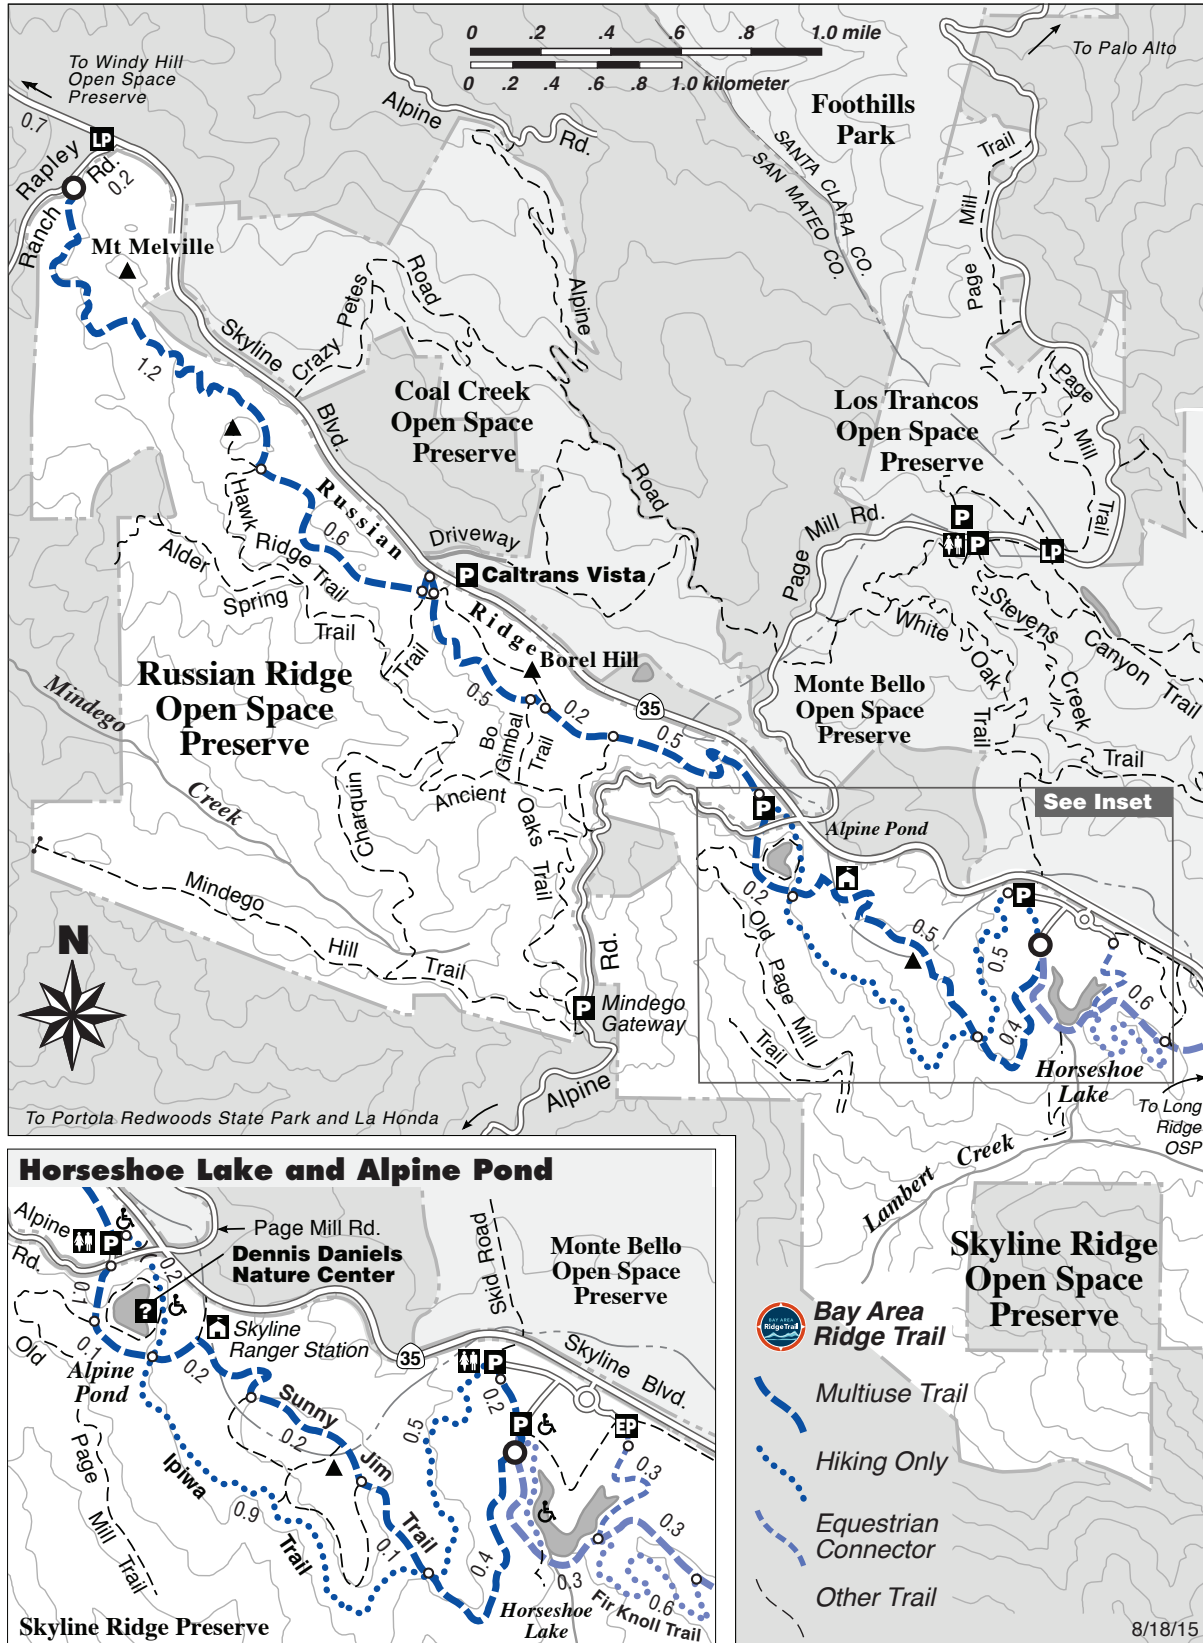 To Windy Hill
Open Space
Preserve
0 .2 .4 .6 .8 1.0 mile
0 .2 .4 .6 .8 1.0 kilometer
To Palo Alto
0.7
LP
Rapley
Ranch
Rd.
0.2
Alpine
Rd.
Foothills
Park
SANTA CLARA CO.
SAN MATEO CO.
Trail
Mill
Page
Mt Melville
Skyline
Blvd.
Crazy Petes
Road
Alpine
Road
1.2
Coal Creek
Open Space
Preserve
Los Trancos
Open Space
Preserve
Page
Mill
Trail
Page Mill Rd.
P
P
LP
Hawk
Ridge Trail
Russian
Ridge
0.6
Driveway
P Caltrans Vista
Alder
Spring
Trail
Trail
White
Oak
Trail
Stevens
Creek
Trail
Canyon
Trail
Russian Ridge
Open Space
Preserve
Borel Hill
0.5
0.2
0.5
35
Monte Bello
Open Space
Preserve
Mindego
Creek
Bo
Gimbal
Trail
Charquin
Ancient
Oaks
Trail
See Inset
P
Alpine Pond
0.2
Old
Page
Mill
Trail
0.5
0.5
P
0.4
0.6
Mindego
Hill
Trail
N
Rd.
P
Mindego
Gateway
Alpine
Horseshoe
Lake
To Portola Redwoods State Park and La Honda
To Long
Ridge
OSP
Lambert Creek
Skyline Ridge
Open Space
Preserve
Horseshoe Lake and Alpine Pond
Alpine
Rd.
P
Page Mill Rd.
Dennis Daniels
Nature Center
?
0.2
0.1
0.1
Old
Page
Mill
Trail
Alpine
Pond
Skyline
Ranger Station
0.2
35
Skid Road
Monte Bello
Open Space
Preserve
Skyline Blvd.
P
0.2
P
EP
Sunny
Jim
Trail
0.2
0.5
Ipiwa
Trail
0.9
0.1
0.4
0.3
0.3
0.3
0.6
Fir Knoll Trail
Horseshoe
Lake
Skyline Ridge Preserve
BAY AREA
RidgeTrail
Bay Area
Ridge Trail
Multiuse Trail
Hiking Only
Equestrian
Connector
Other Trail
8/18/15